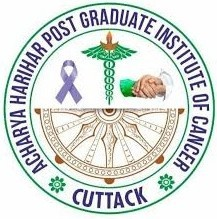 ACHARYA HARIHAR POST GRADUATE INSTITUTE OF CANCER
CUTTACK